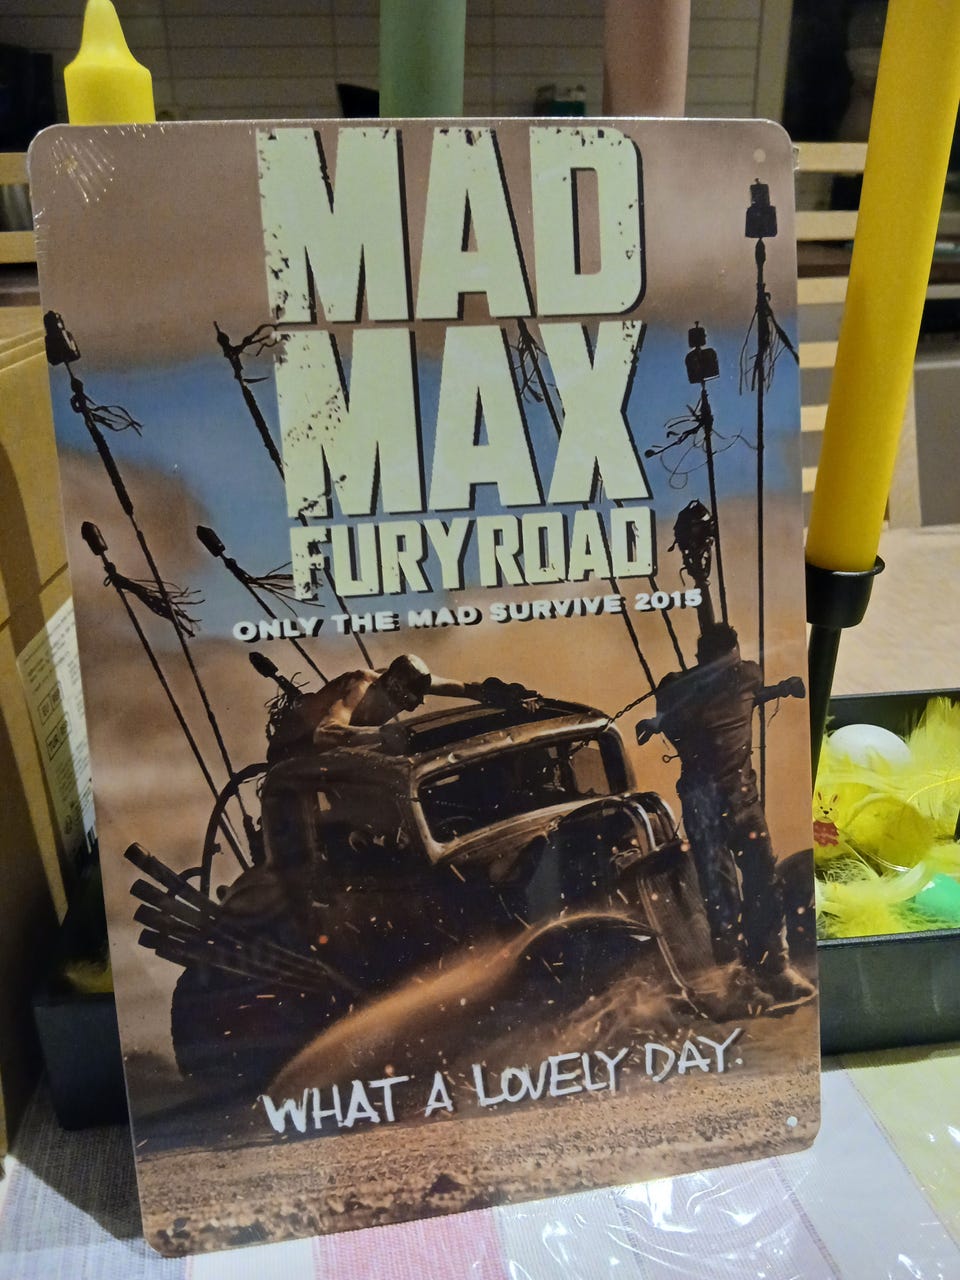 MAD
MAX
FURY ROAD
ONLY THE MAD SURVIVE 2015
WHAT A LOVELY DAY.